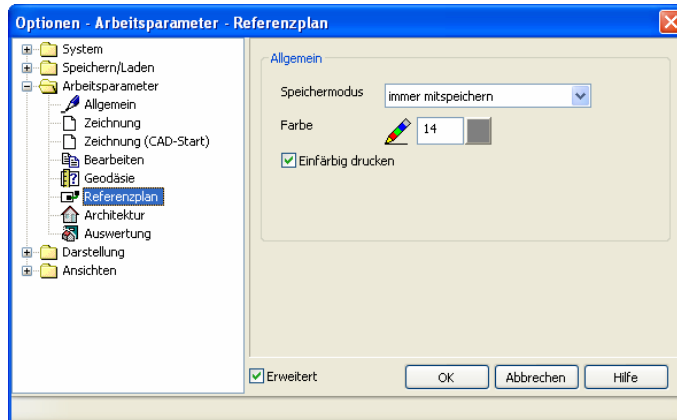 Optionen - Arbeitsparameter - Referenzplan
System
Speichern/Laden
Arbeitsparameter
Allgemein
Zeichnung
Zeichnung (CAD-Start)
Bearbeiten
Geodäsie
Referenzplan
Architektur
Auswertung
Darstellung
Ansichten
Allgemein
Speichermodus immer mitspeichern
Farbe 14
Einfärbig drucken
Erweitert OK Abbrechen Hilfe